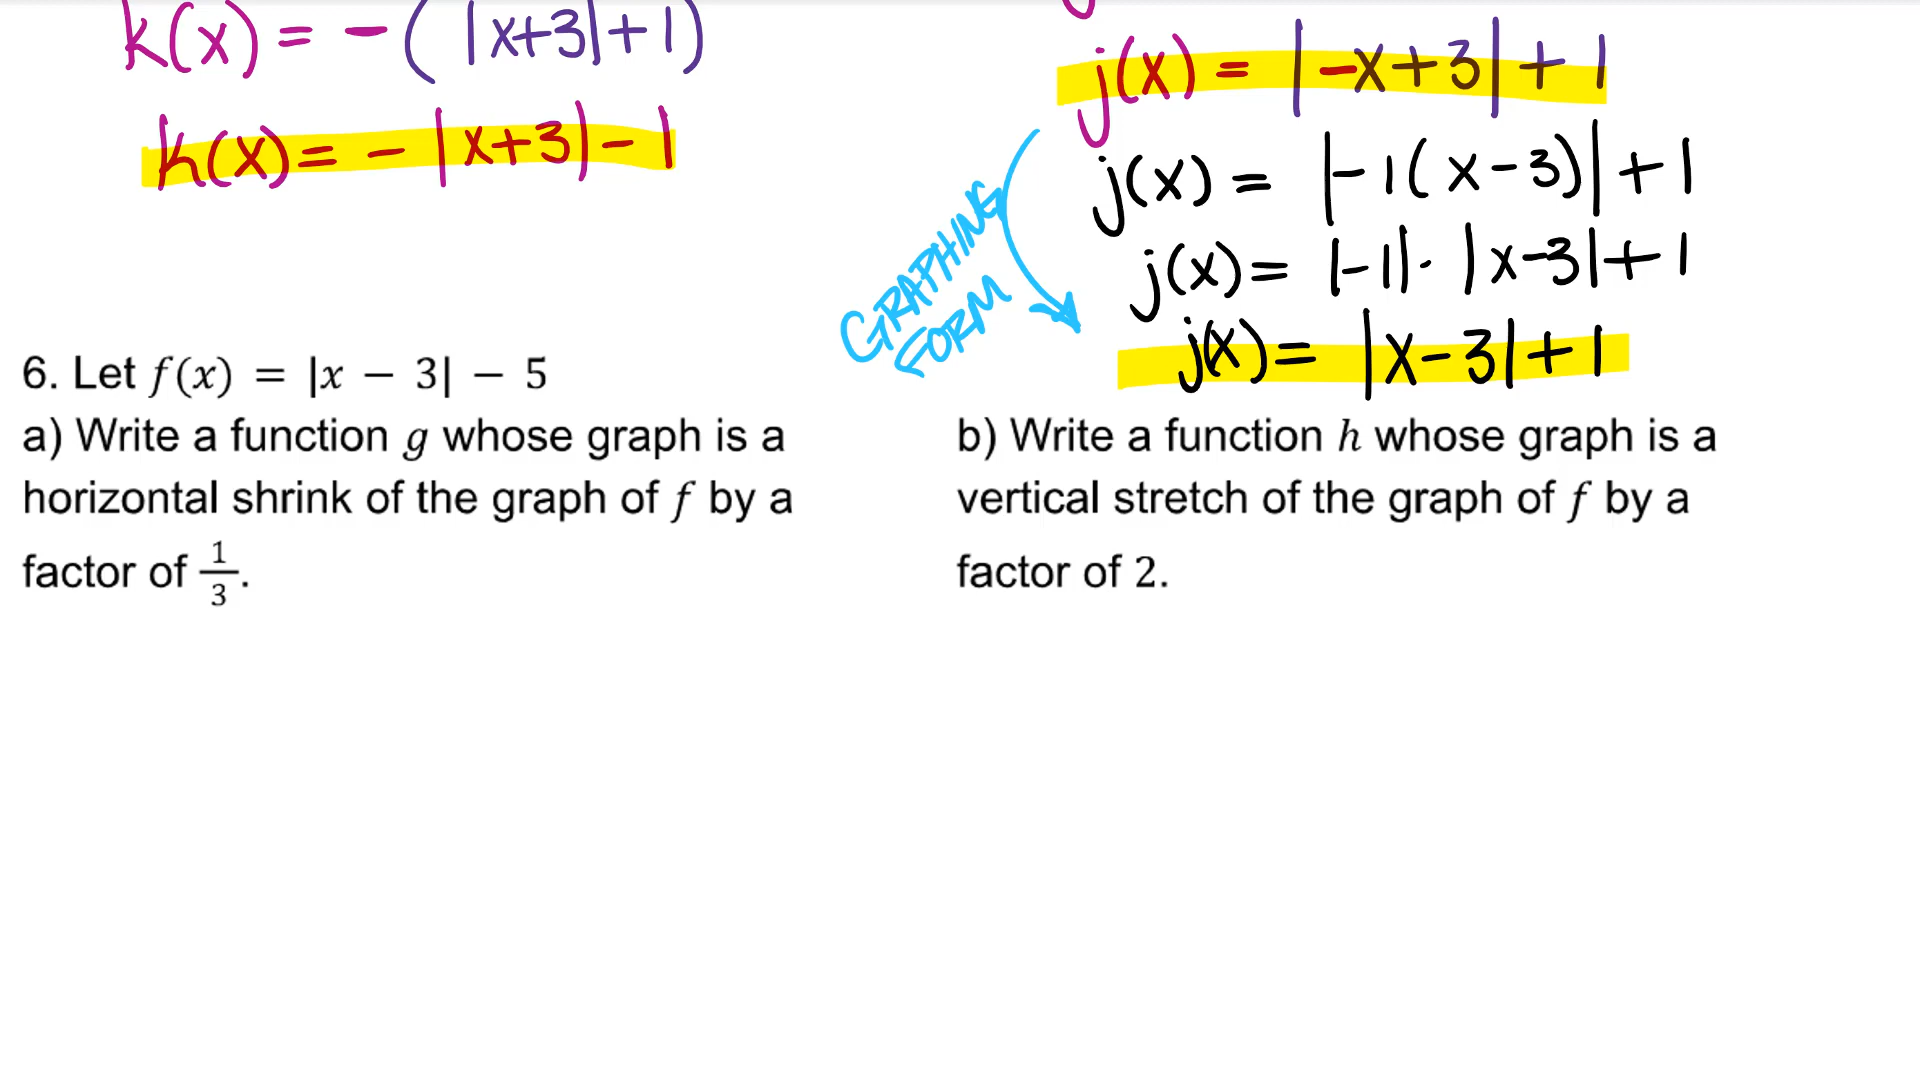 k(x) = -( |x+3|+1)
k(x) = - |x+3| - 1
j(x) = |-x+3| + 1
j(x) = |-1(x-3)|+1
j(x) = |-1| · |x-3|+1
j(x) = |x-3|+1
GRAPHING
FORM
6. Let f(x) = |x − 3| − 5
a) Write a function g whose graph is a
horizontal shrink of the graph of f by a
factor of 1/3.
b) Write a function h whose graph is a
vertical stretch of the graph of f by a
factor of 2.